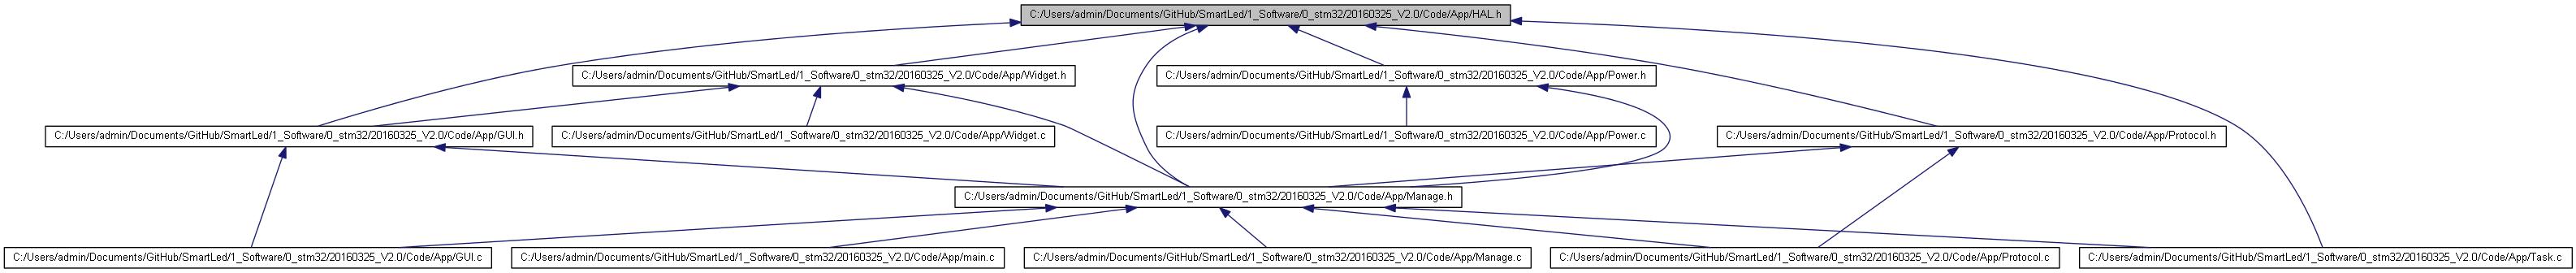 C:/Users/admin/Documents/GitHub/SmartLed/1_Software/0_stm32/20160325_V2.0/Code/App/HAL.h
C:/Users/admin/Documents/GitHub/SmartLed/1_Software/0_stm32/20160325_V2.0/Code/App/Widget.h
C:/Users/admin/Documents/GitHub/SmartLed/1_Software/0_stm32/20160325_V2.0/Code/App/Power.h
C:/Users/admin/Documents/GitHub/SmartLed/1_Software/0_stm32/20160325_V2.0/Code/App/GUI.h
C:/Users/admin/Documents/GitHub/SmartLed/1_Software/0_stm32/20160325_V2.0/Code/App/Widget.c
C:/Users/admin/Documents/GitHub/SmartLed/1_Software/0_stm32/20160325_V2.0/Code/App/Power.c
C:/Users/admin/Documents/GitHub/SmartLed/1_Software/0_stm32/20160325_V2.0/Code/App/Protocol.h
C:/Users/admin/Documents/GitHub/SmartLed/1_Software/0_stm32/20160325_V2.0/Code/App/Manage.h
C:/Users/admin/Documents/GitHub/SmartLed/1_Software/0_stm32/20160325_V2.0/Code/App/GUI.c
C:/Users/admin/Documents/GitHub/SmartLed/1_Software/0_stm32/20160325_V2.0/Code/App/main.c
C:/Users/admin/Documents/GitHub/SmartLed/1_Software/0_stm32/20160325_V2.0/Code/App/Manage.c
C:/Users/admin/Documents/GitHub/SmartLed/1_Software/0_stm32/20160325_V2.0/Code/App/Protocol.c
C:/Users/admin/Documents/GitHub/SmartLed/1_Software/0_stm32/20160325_V2.0/Code/App/Task.c